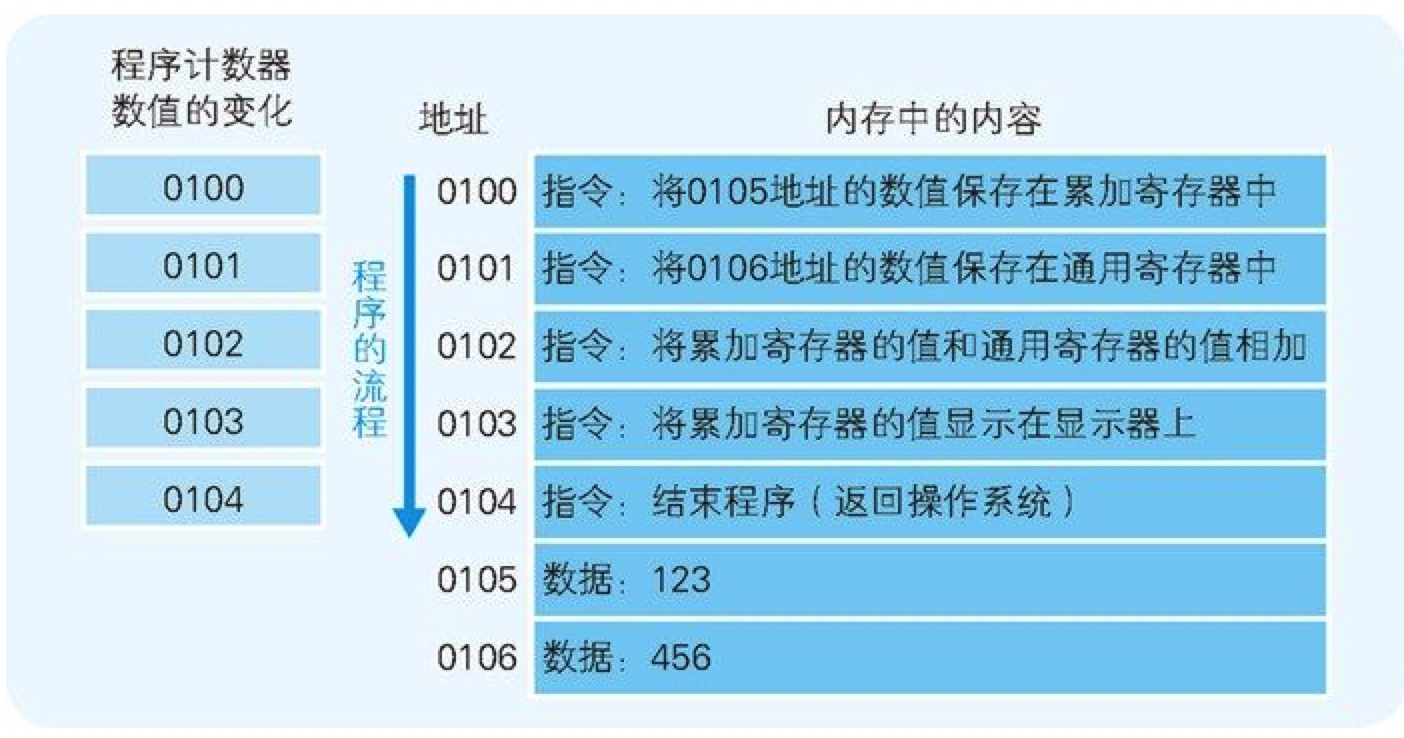 程序计数器
数值的变化
地址
内存中的内容
0100
0101
0102
0103
0104
程序的流程
0100 指令：将0105地址的数值保存在累加寄存器中
0101 指令：将0106地址的数值保存在通用寄存器中
0102 指令：将累加寄存器的值和通用寄存器的值相加
0103 指令：将累加寄存器的值显示在显示器上
0104 指令：结束程序（返回操作系统）
0105 数据：123
0106 数据：456